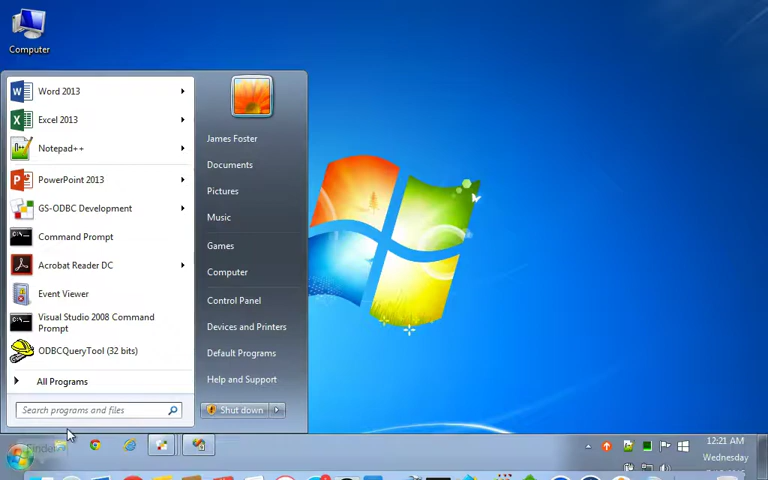 Computer
Word 2013
Excel 2013
Notepad++
PowerPoint 2013
GS-ODBC Development
Command Prompt
Acrobat Reader DC
Event Viewer
Visual Studio 2008 Command
Prompt
ODBCQueryTool (32 bits)
All Programs
Search programs and files
James Foster
Documents
Pictures
Music
Games
Computer
Control Panel
Devices and Printers
Default Programs
Help and Support
Shut down
Finder
12:21 AM
Wednesday